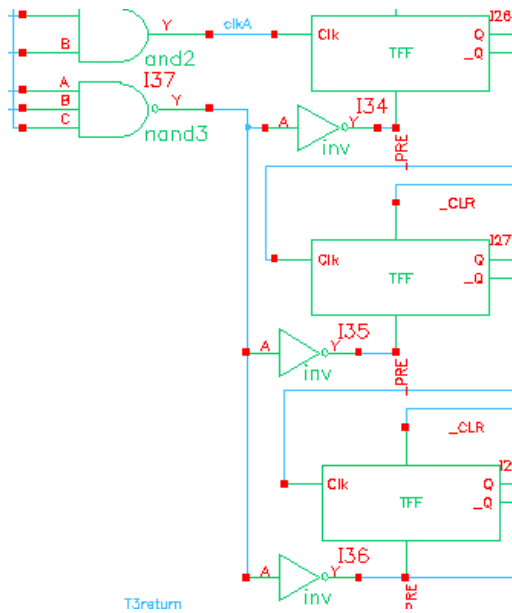 I26
clkA
Clk
Q
_Q
TFF
B
Y
and2
A
I37
B
Y
C
nand3
I34
A
Y
inv
_PRE
_CLR
I27
Clk
Q
_Q
TFF
I35
A
Y
inv
_PRE
_CLR
I2
Clk
Q
_Q
TFF
I36
A
Y
inv
_PRE
T3return